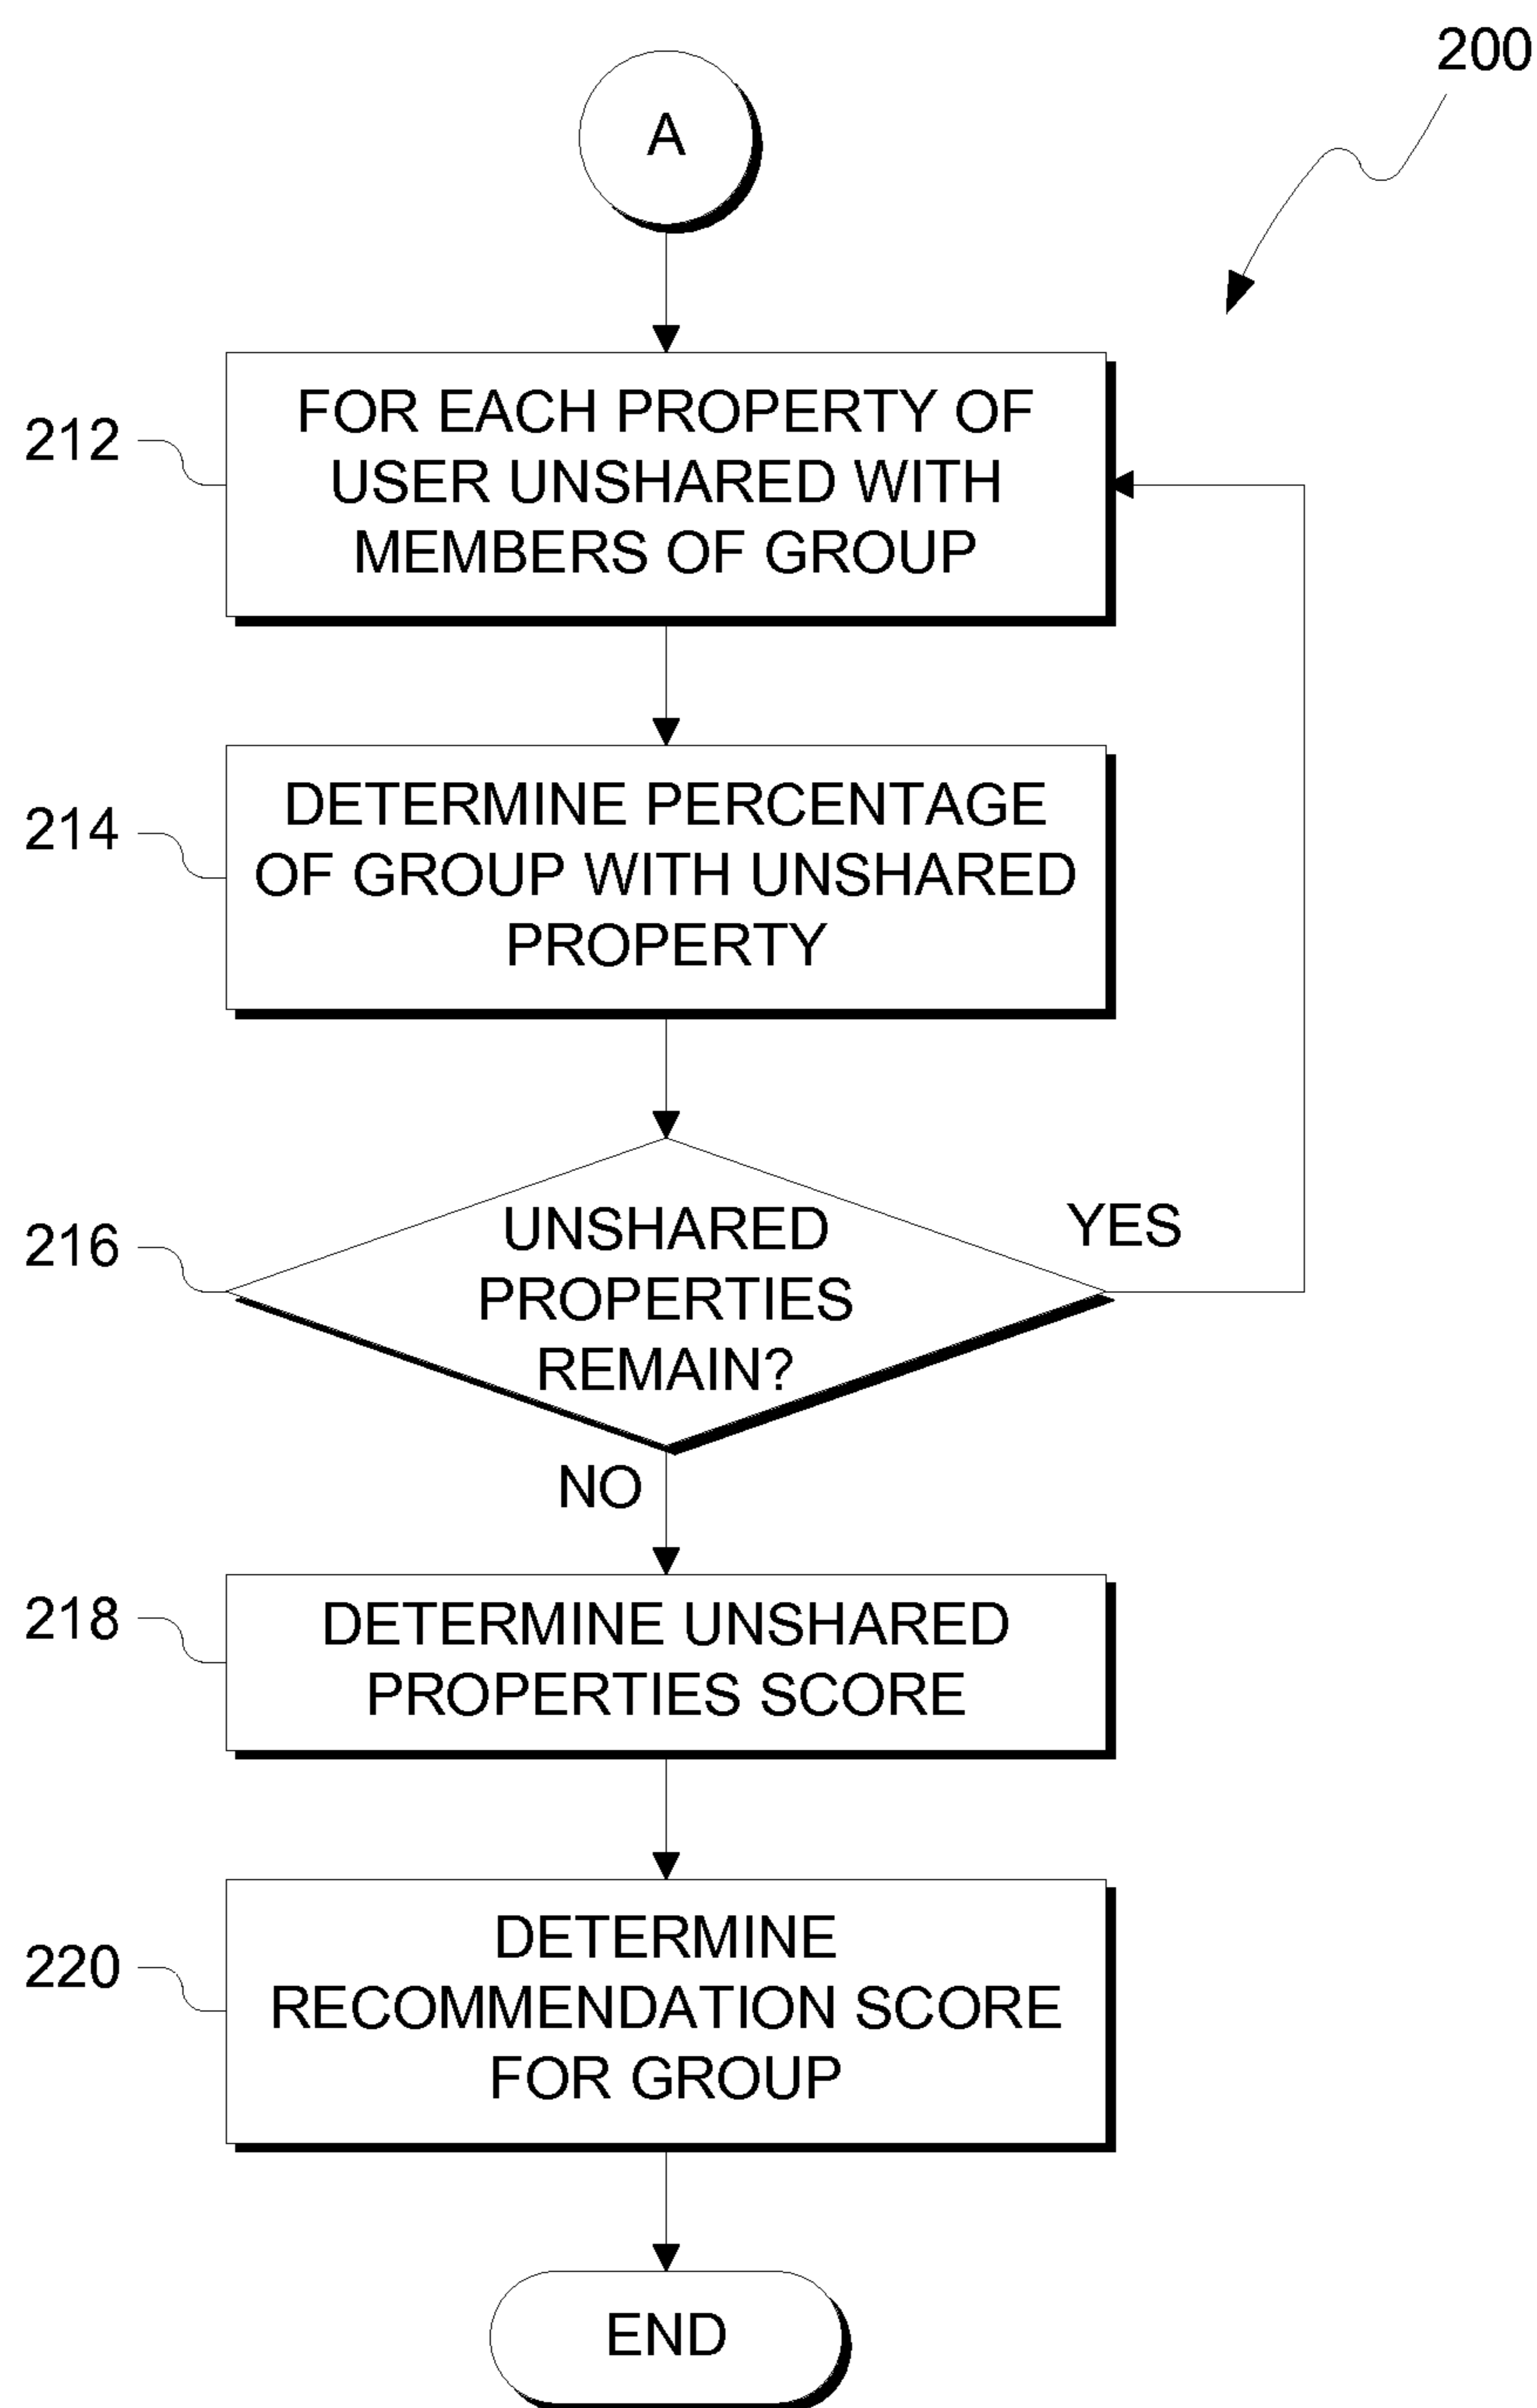 200
A
212
FOR EACH PROPERTY OF
USER UNSHARED WITH
MEMBERS OF GROUP
214
DETERMINE PERCENTAGE
OF GROUP WITH UNSHARED
PROPERTY
216
UNSHARED
PROPERTIES
REMAIN?
YES
NO
218
DETERMINE UNSHARED
PROPERTIES SCORE
220
DETERMINE
RECOMMENDATION SCORE
FOR GROUP
END